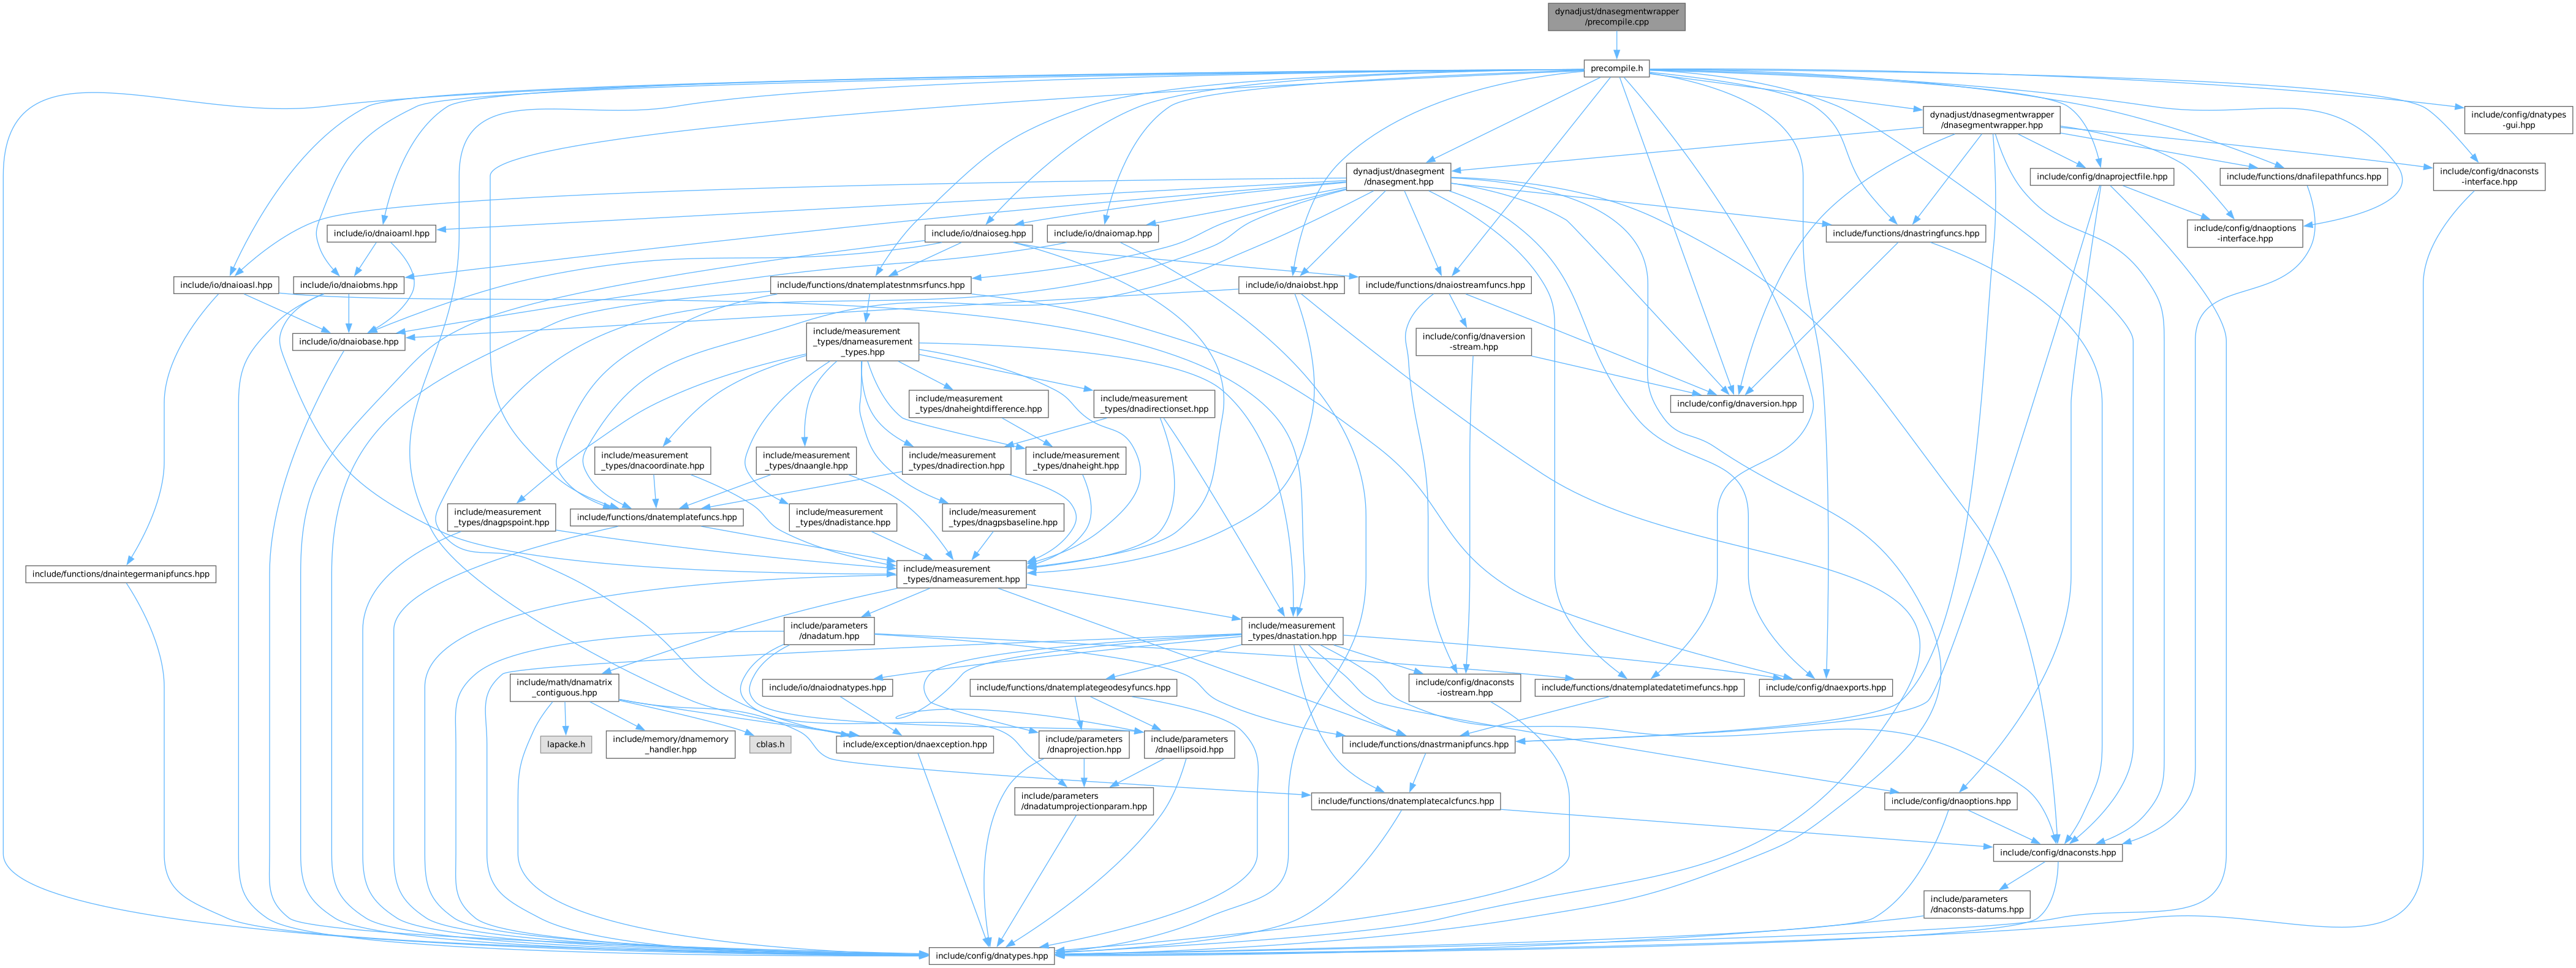 dynadjust/dnasegmentwrapper
/precompile.cpp
precompile.h
dynadjust/dnasegmentwrapper
/dnasegmentwrapper.hpp
include/config/dnatypes
-gui.hpp
dynadjust/dnasegment
/dnasegment.hpp
include/config/dnaprojectfile.hpp
include/functions/dnafilepathfuncs.hpp
include/config/dnaconsts
-interface.hpp
include/io/dnaioaml.hpp
include/io/dnaioseg.hpp
include/io/dnaiomap.hpp
include/functions/dnastringfuncs.hpp
include/config/dnaoptions
-interface.hpp
include/io/dnaioasl.hpp
include/io/dnaiobms.hpp
include/functions/dnatemplatestnmsrfuncs.hpp
include/io/dnaiobst.hpp
include/functions/dnaiostreamfuncs.hpp
include/io/dnaiobase.hpp
include/measurement
_types/dnameasurement
_types.hpp
include/config/dnaversion
-stream.hpp
include/measurement
_types/dnaheightdifference.hpp
include/measurement
_types/dnadirectionset.hpp
include/config/dnaversion.hpp
include/measurement
_types/dnacoordinate.hpp
include/measurement
_types/dnaangle.hpp
include/measurement
_types/dnadirection.hpp
include/measurement
_types/dnaheight.hpp
include/measurement
_types/dnagpspoint.hpp
include/functions/dnatemplatefuncs.hpp
include/measurement
_types/dnadistance.hpp
include/measurement
_types/dnagpsbaseline.hpp
include/functions/dnaintegermanipfuncs.hpp
include/measurement
_types/dnameasurement.hpp
include/parameters
/dnadatum.hpp
include/measurement
_types/dnastation.hpp
include/math/dnamatrix
_contiguous.hpp
include/io/dnaiodnatypes.hpp
include/functions/dnatemplategeodesyfuncs.hpp
include/config/dnaconsts
-iostream.hpp
include/functions/dnatemplatedatetimefuncs.hpp
include/config/dnaexports.hpp
lapacke.h
include/memory/dnamemory
_handler.hpp
cblas.h
include/exception/dnaexception.hpp
include/parameters
/dnaprojection.hpp
include/parameters
/dnaellipsoid.hpp
include/functions/dnastrmanipfuncs.hpp
include/parameters
/dnadatumprojectionparam.hpp
include/functions/dnatemplatecalcfuncs.hpp
include/config/dnaoptions.hpp
include/config/dnaconsts.hpp
include/parameters
/dnaconsts-datums.hpp
include/config/dnatypes.hpp